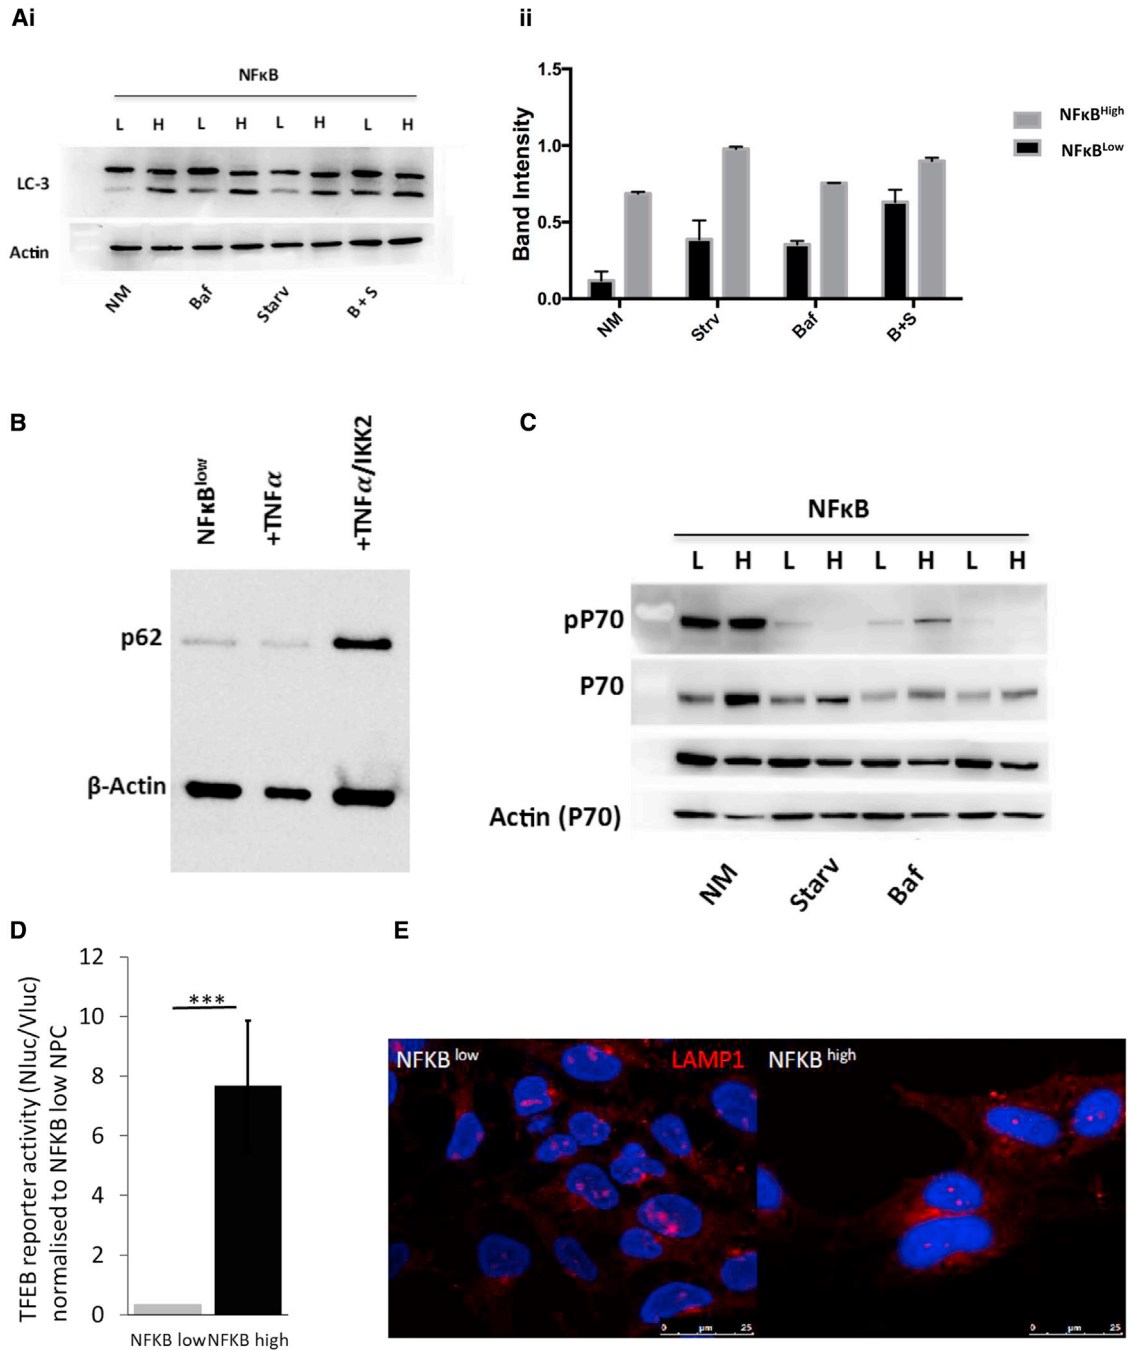 Ai
NFκB
L H L H L H L H
LC-3
Actin
NM Baf Starv B + S
ii
1.5
1.0
0.5
0.0
Band Intensity
NM Strv Baf B+S
NFκBHigh
NFκBLow
B
NFκBlow
+TNFα
+TNFα/IKK2
p62
β-Actin
C
NFκB
L H L H L H L H
pP70
P70
Actin (P70)
NM Starv Baf
D
TFEB reporter activity (Nluc/Vluc)
normalised to NFKB low NPC
12
10
8
6
4
2
0
***
NFKB low NFKB high
E
NFKB low
LAMP1
NFKB high
0 µm 25
0 µm 25